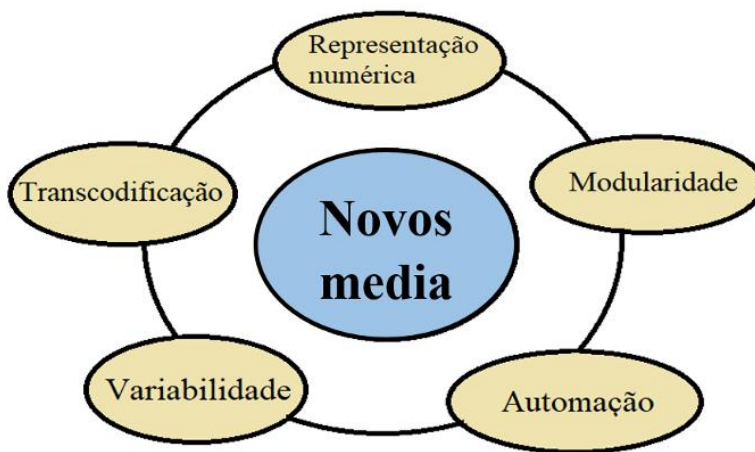 Representação
numérica
Transcodificação
Modularidade
Novos
media
Variabilidade
Automação